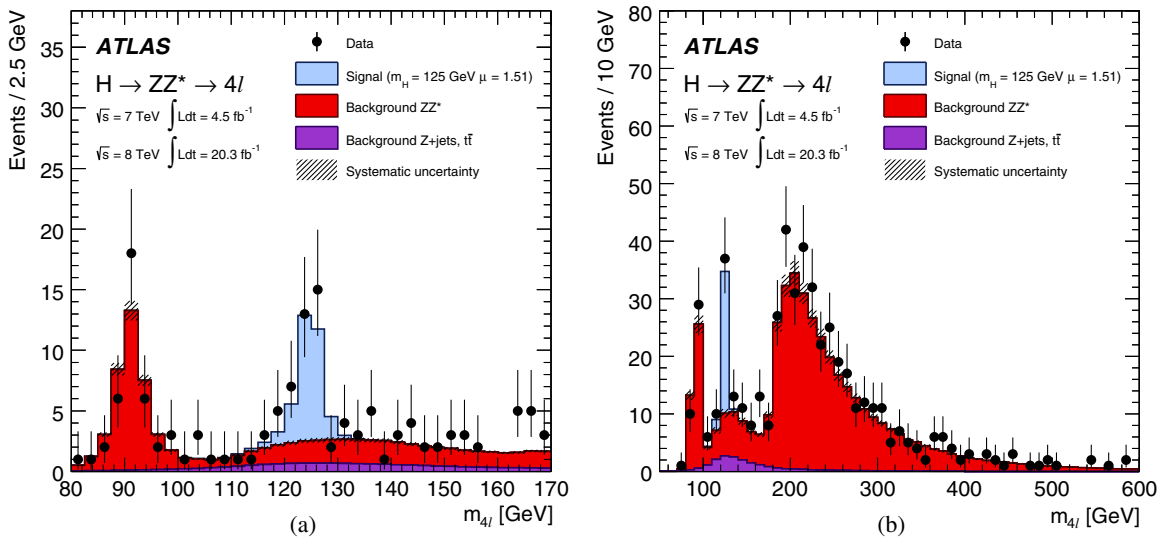 Events / 2.5 GeV
35
30
25
20
15
10
5
0
ATLAS
H → ZZ* → 4l
√s = 7 TeV ∫Ldt = 4.5 fb⁻¹
√s = 8 TeV ∫Ldt = 20.3 fb⁻¹
Data
Signal (m_H = 125 GeV μ = 1.51)
Background ZZ*
Background Z+jets, tt̄
Systematic uncertainty
80 90 100 110 120 130 140 150 160 170
m_4l [GeV]
(a)
Events / 10 GeV
80
70
60
50
40
30
20
10
0
ATLAS
H → ZZ* → 4l
√s = 7 TeV ∫Ldt = 4.5 fb⁻¹
√s = 8 TeV ∫Ldt = 20.3 fb⁻¹
Data
Signal (m_H = 125 GeV μ = 1.51)
Background ZZ*
Background Z+jets, tt̄
Systematic uncertainty
100 200 300 400 500 600
m_4l [GeV]
(b)